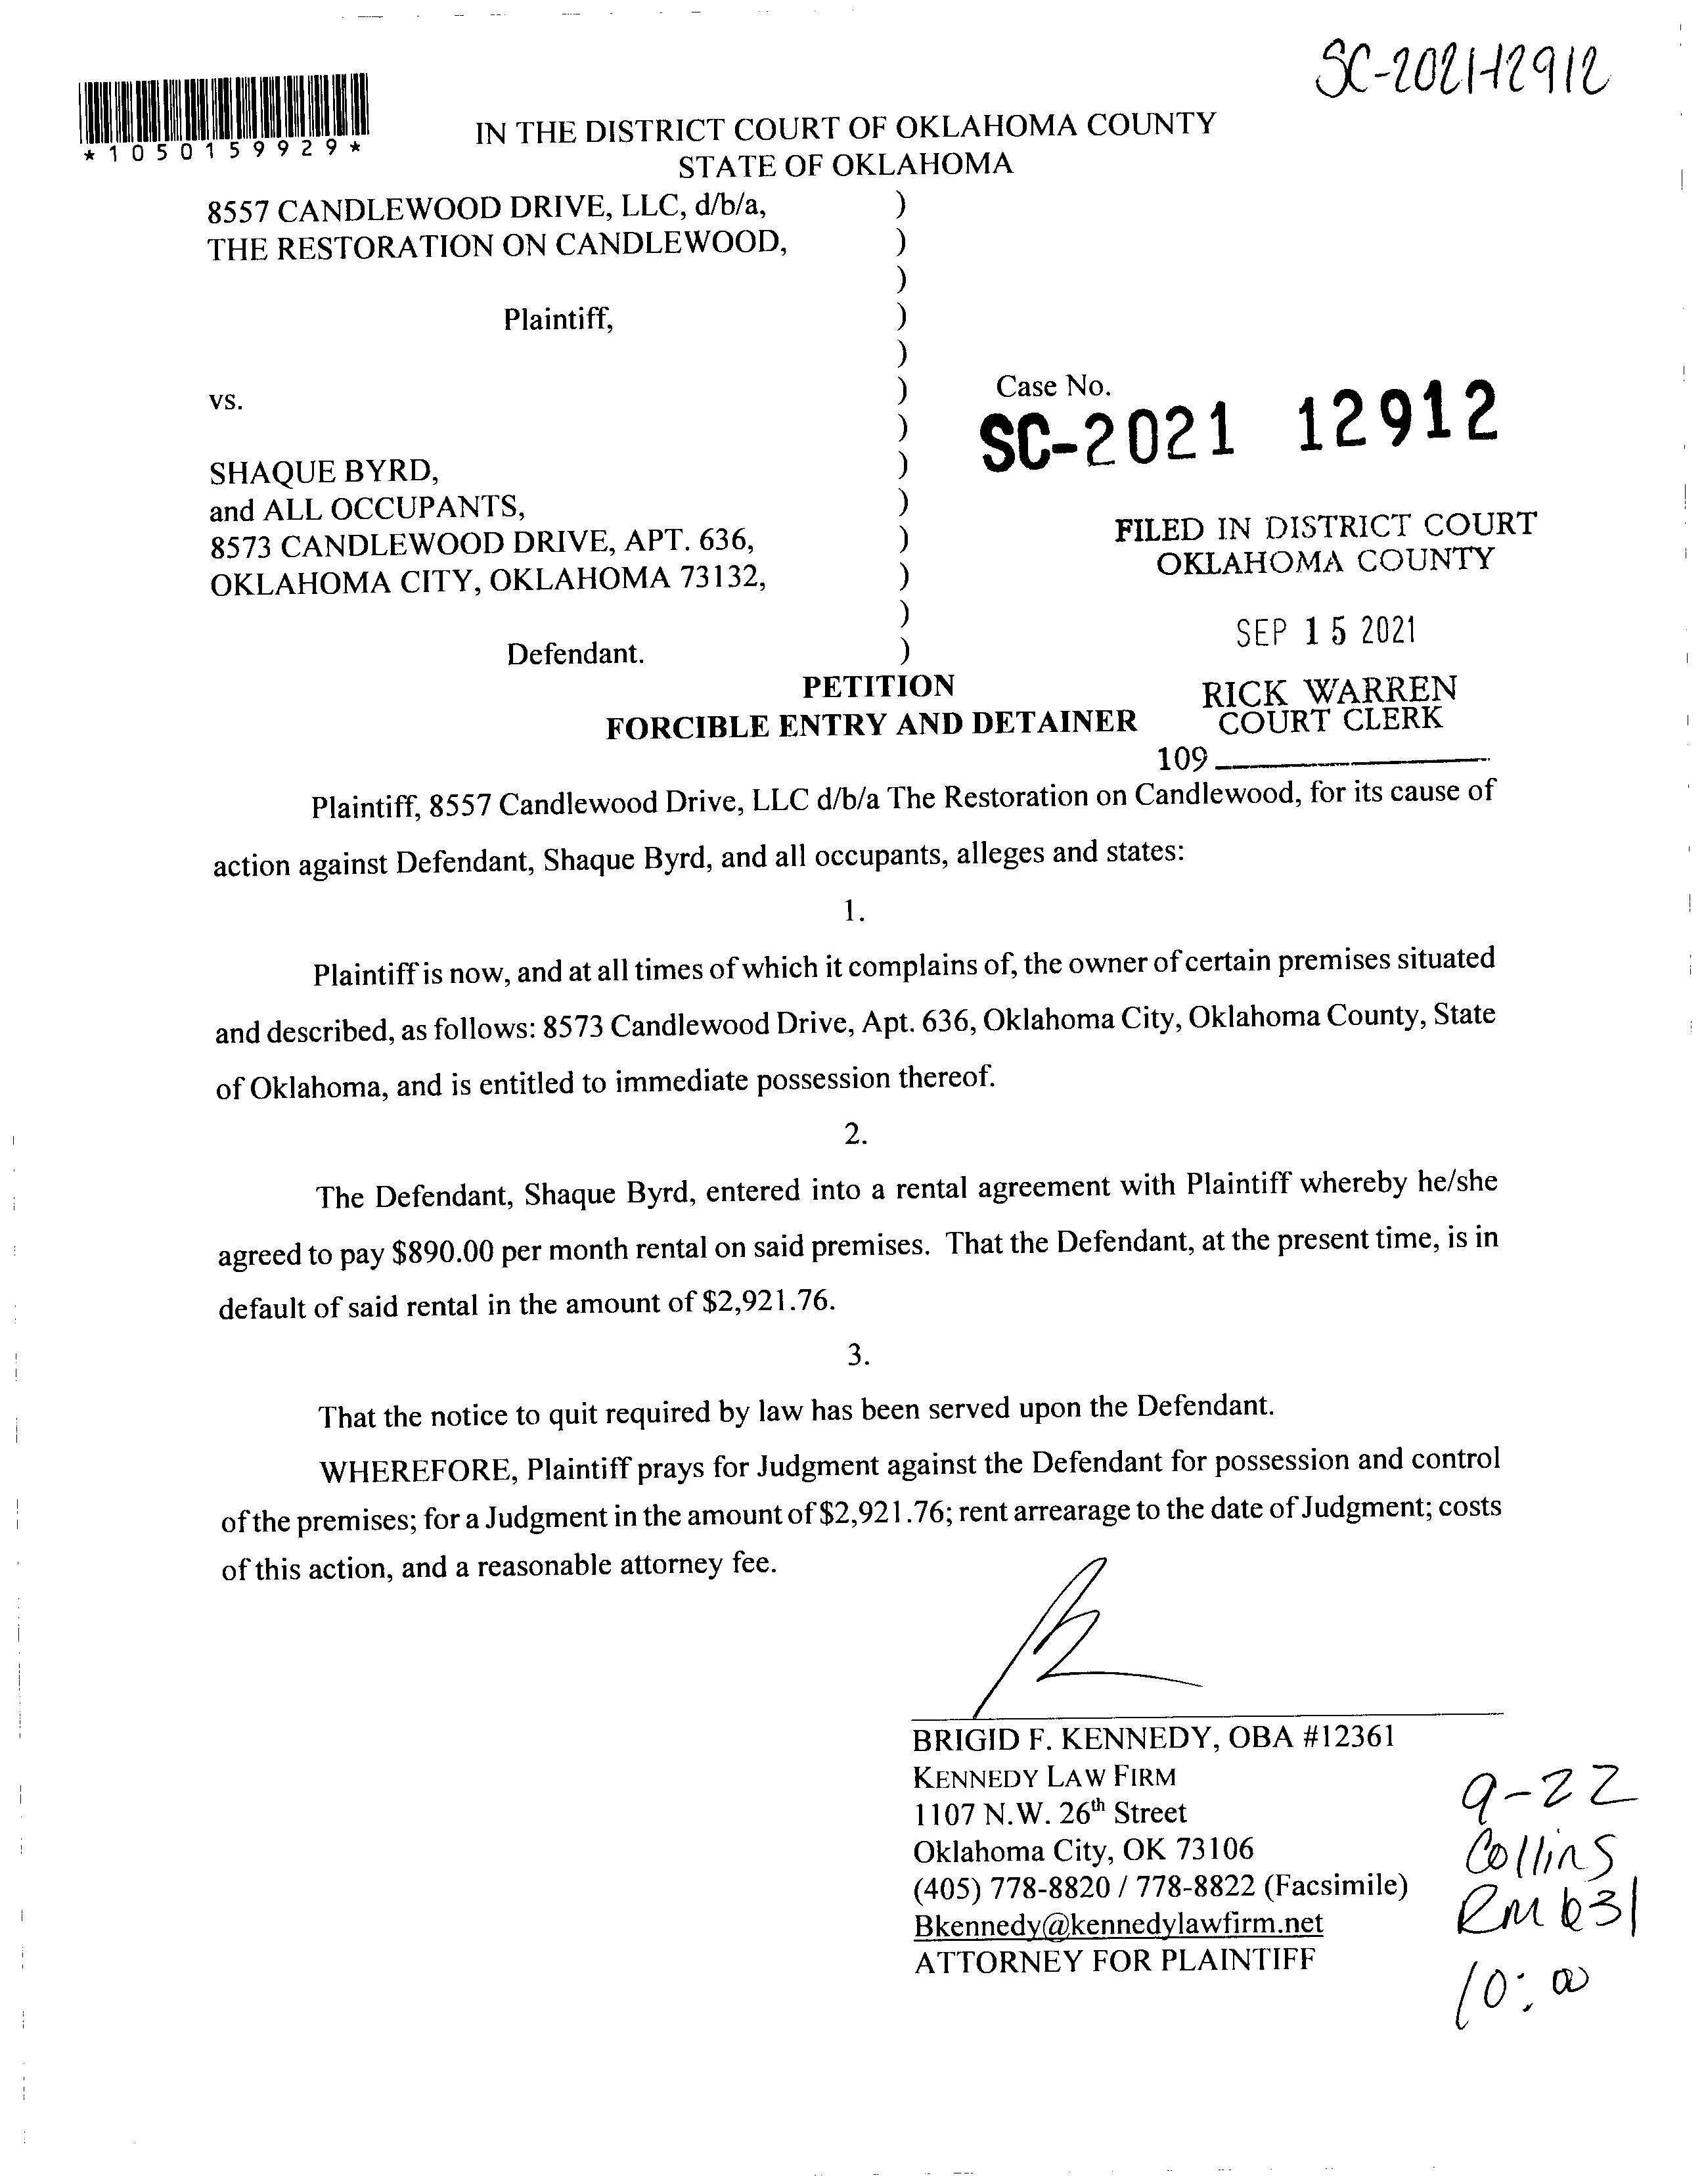 SC-2021-12912
*1050159929*
IN THE DISTRICT COURT OF OKLAHOMA COUNTY
STATE OF OKLAHOMA
8557 CANDLEWOOD DRIVE, LLC, d/b/a, )
THE RESTORATION ON CANDLEWOOD, )
)
Plaintiff, )
)
vs. ) Case No.
) SC-2021 12912
SHAQUE BYRD, )
and ALL OCCUPANTS, )
8573 CANDLEWOOD DRIVE, APT. 636, ) FILED IN DISTRICT COURT
OKLAHOMA CITY, OKLAHOMA 73132, ) OKLAHOMA COUNTY
) SEP 15 2021
Defendant. )
PETITION RICK WARREN
FORCIBLE ENTRY AND DETAINER COURT CLERK
109
Plaintiff, 8557 Candlewood Drive, LLC d/b/a The Restoration on Candlewood, for its cause of
action against Defendant, Shaque Byrd, and all occupants, alleges and states:
1.
Plaintiff is now, and at all times of which it complains of, the owner of certain premises situated
and described, as follows: 8573 Candlewood Drive, Apt. 636, Oklahoma City, Oklahoma County, State
of Oklahoma, and is entitled to immediate possession thereof.
2.
The Defendant, Shaque Byrd, entered into a rental agreement with Plaintiff whereby he/she
agreed to pay $890.00 per month rental on said premises. That the Defendant, at the present time, is in
default of said rental in the amount of $2,921.76.
3.
That the notice to quit required by law has been served upon the Defendant.
WHEREFORE, Plaintiff prays for Judgment against the Defendant for possession and control
of the premises; for a Judgment in the amount of $2,921.76; rent arrearage to the date of Judgment; costs
of this action, and a reasonable attorney fee.
BRIGID F. KENNEDY, OBA #12361
KENNEDY LAW FIRM
1107 N.W. 26th Street
Oklahoma City, OK 73106
(405) 778-8820 / 778-8822 (Facsimile)
Bkennedy@kennedylawfirm.net
ATTORNEY FOR PLAINTIFF
9-22
Collins
RM 631
10:00